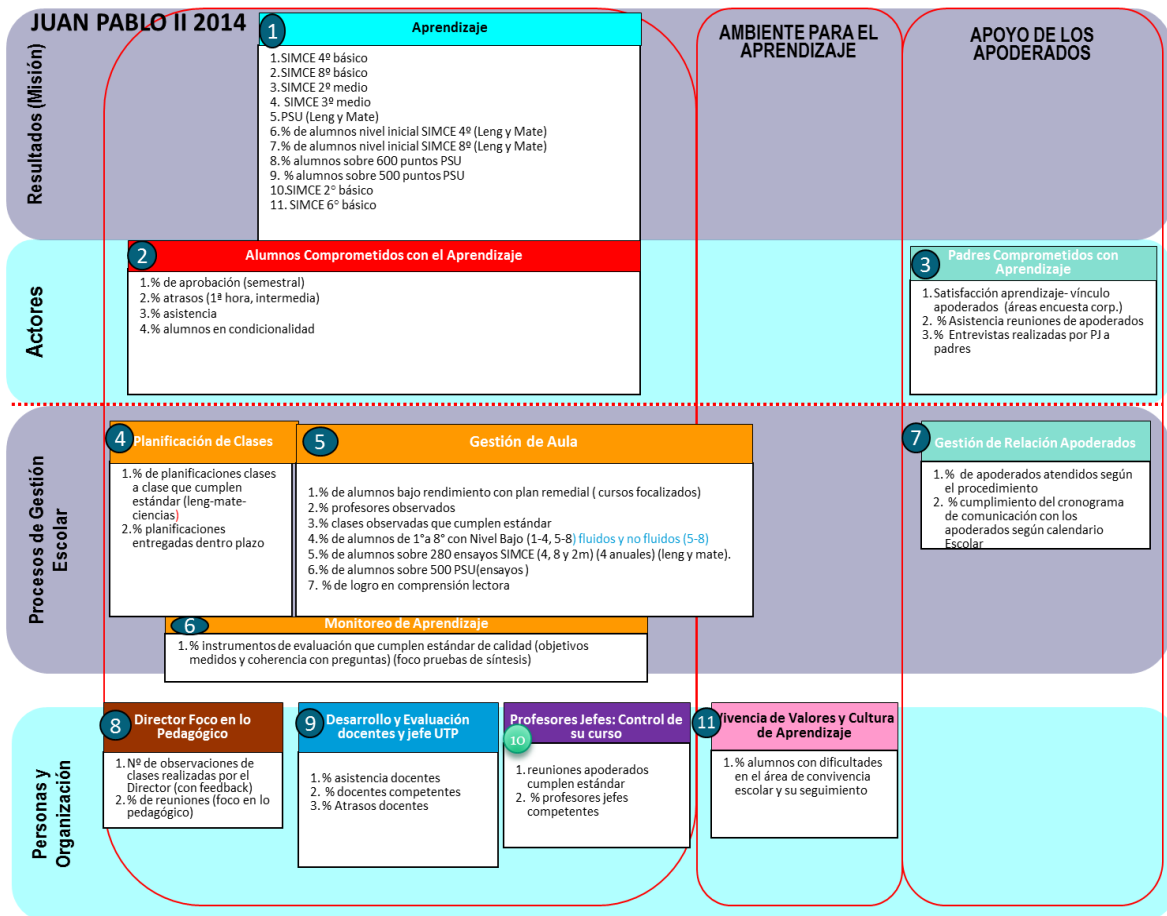 JUAN PABLO II 2014
AMBIENTE PARA EL
APRENDIZAJE
APOYO DE LOS
APODERADOS
Resultados (Misión)
1
Aprendizaje
1.SIMCE 4º básico
2.SIMCE 8º básico
3.SIMCE 2º medio
4. SIMCE 3º medio
5.PSU (Leng y Mate)
6.% de alumnos nivel inicial SIMCE 4º (Leng y Mate)
7.% de alumnos nivel inicial SIMCE 8º (Leng y Mate)
8.% alumnos sobre 600 puntos PSU
9. % alumnos sobre 500 puntos PSU
10.SIMCE 2° básico
11. SIMCE 6° básico
Actores
2
Alumnos Comprometidos con el Aprendizaje
1.% de aprobación (semestral)
2.% atrasos (1ª hora, intermedia)
3.% asistencia
4.% alumnos en condicionalidad
3
Padres Comprometidos con
Aprendizaje
1.Satisfacción aprendizaje- vínculo
apoderados (áreas encuesta corp.)
2. %Asistencia reuniones de apoderados
3.% Entrevistas realizadas por PJ a
padres
Procesos de Gestión
Escolar
4
Planificación de Clases
1.% de planificaciones clases
a clase que cumplen
estándar (leng-mate-
ciencias)
2.% planificaciones
entregadas dentro plazo
5
Gestión de Aula
1.% de alumnos bajo rendimiento con plan remedial ( cursos focalizados)
2.% profesores observados
3.% clases observadas que cumplen estándar
4.% de alumnos de 1°a 8° con Nivel Bajo (1-4, 5-8) fluidos y no fluidos (5-8)
5.% de alumnos sobre 280 ensayos SIMCE (4, 8 y 2m) (4 anuales) (leng y mate).
6.% de alumnos sobre 500 PSU(ensayos )
7. % de logro en comprensión lectora
6
Monitoreo de Aprendizaje
1.% instrumentos de evaluación que cumplen estándar de calidad (objetivos
medidos y coherencia con preguntas) (foco pruebas de síntesis)
7
Gestión de Relación Apoderados
1.% de apoderados atendidos según
el procedimiento
2. % cumplimiento del cronograma
de comunicación con los
apoderados según calendario
Escolar
Personas y
Organización
8
Director Foco en lo
Pedagógico
1. Nº de observaciones de
clases realizadas por el
Director (con feedback)
2.% de reuniones (foco en lo
pedagógico)
9
Desarrollo y Evaluación
docentes y jefe UTP
1.% asistencia docentes
2. % docentes competentes
3.% Atrasos docentes
10
Profesores Jefes: Control de
su curso
1.reuniones apoderados
cumplen estándar
2. % profesores jefes
competentes
11
Vivencia de Valores y Cultura
de Aprendizaje
1.% alumnos con dificultades
en el área de convivencia
escolar y su seguimiento